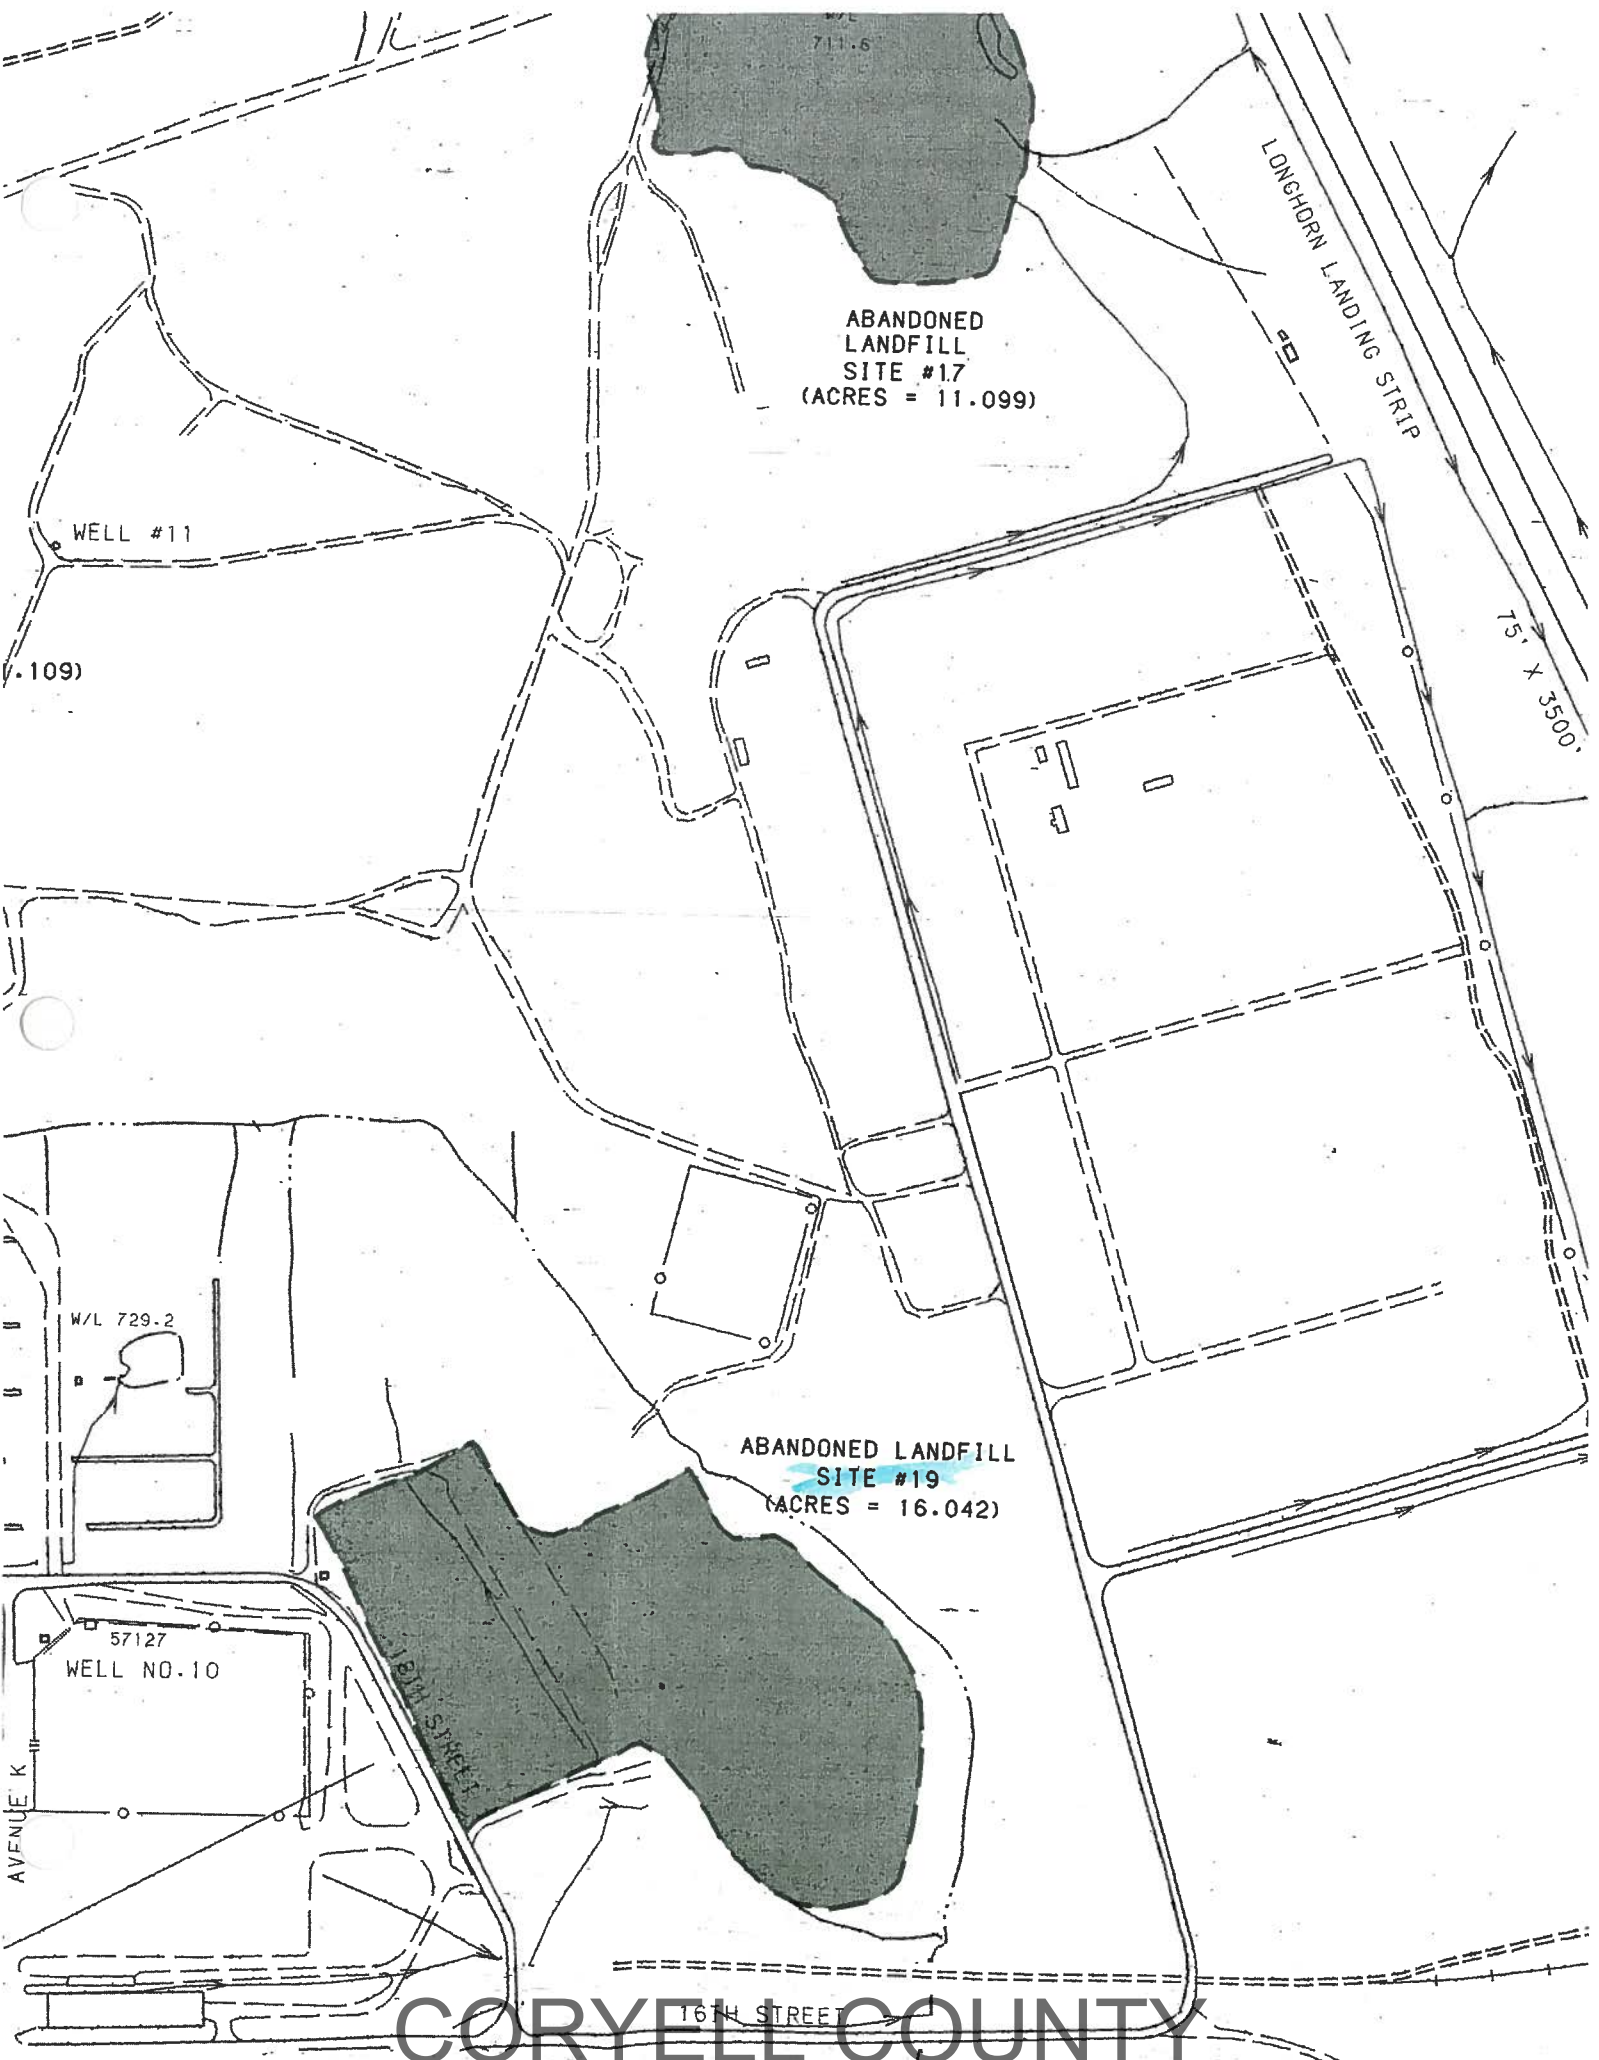 W/L
711.6
LONGHORN LANDING STRIP
ABANDONED
LANDFILL
SITE #17
(ACRES = 11.099)
WELL #11
.109)
75' X 3500'
W/L 729.2
ABANDONED LANDFILL
SITE #19
(ACRES = 16.042)
57127
WELL NO.10
18TH STREET
AVENUE K
16TH STREET
CORYELL COUNTY